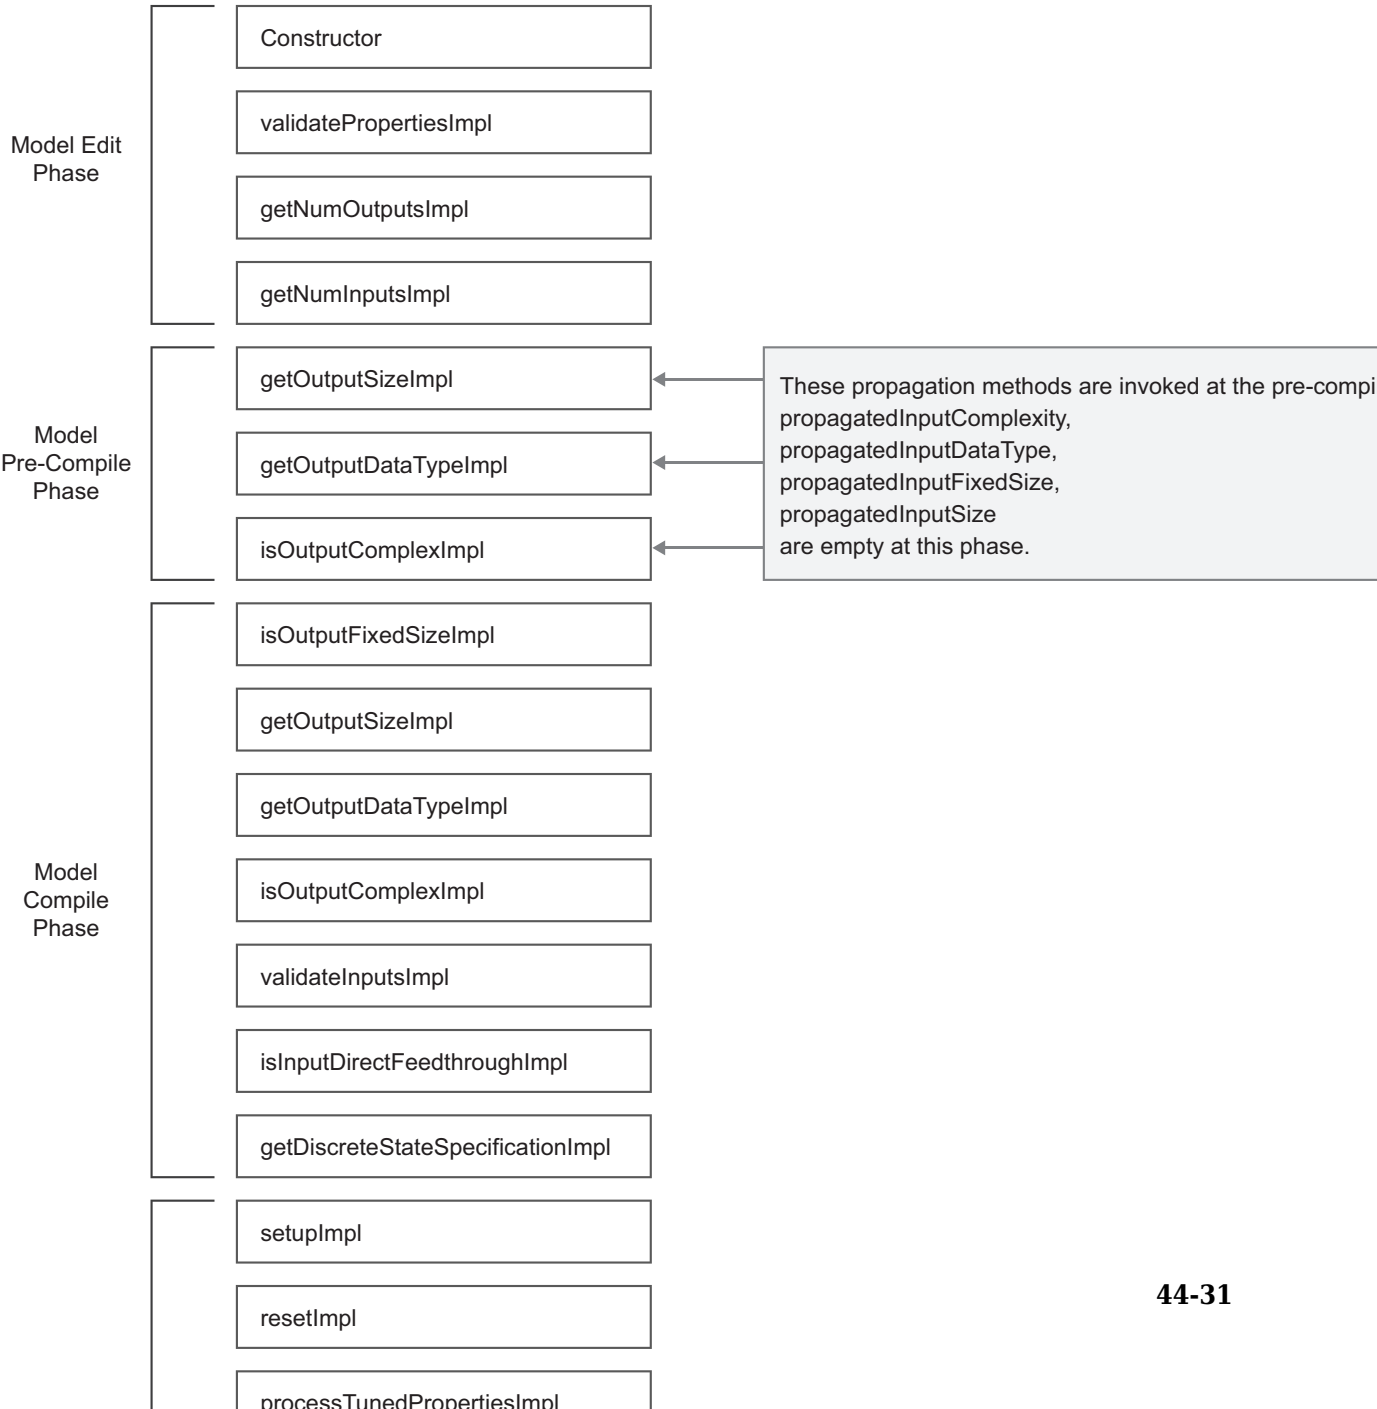 Constructor
validatePropertiesImpl
Model Edit
Phase
getNumOutputsImpl
getNumInputsImpl
getOutputSizeImpl
Model
Pre-Compile
Phase
getOutputDataTypeImpl
isOutputComplexImpl
These propagation methods are invoked at the pre-compi
propagatedInputComplexity,
propagatedInputDataType,
propagatedInputFixedSize,
propagatedInputSize
are empty at this phase.
isOutputFixedSizeImpl
getOutputSizeImpl
getOutputDataTypeImpl
Model
Compile
Phase
isOutputComplexImpl
validateInputsImpl
isInputDirectFeedthroughImpl
getDiscreteStateSpecificationImpl
setupImpl
resetImpl
44-31
processTunedPropertiesImpl